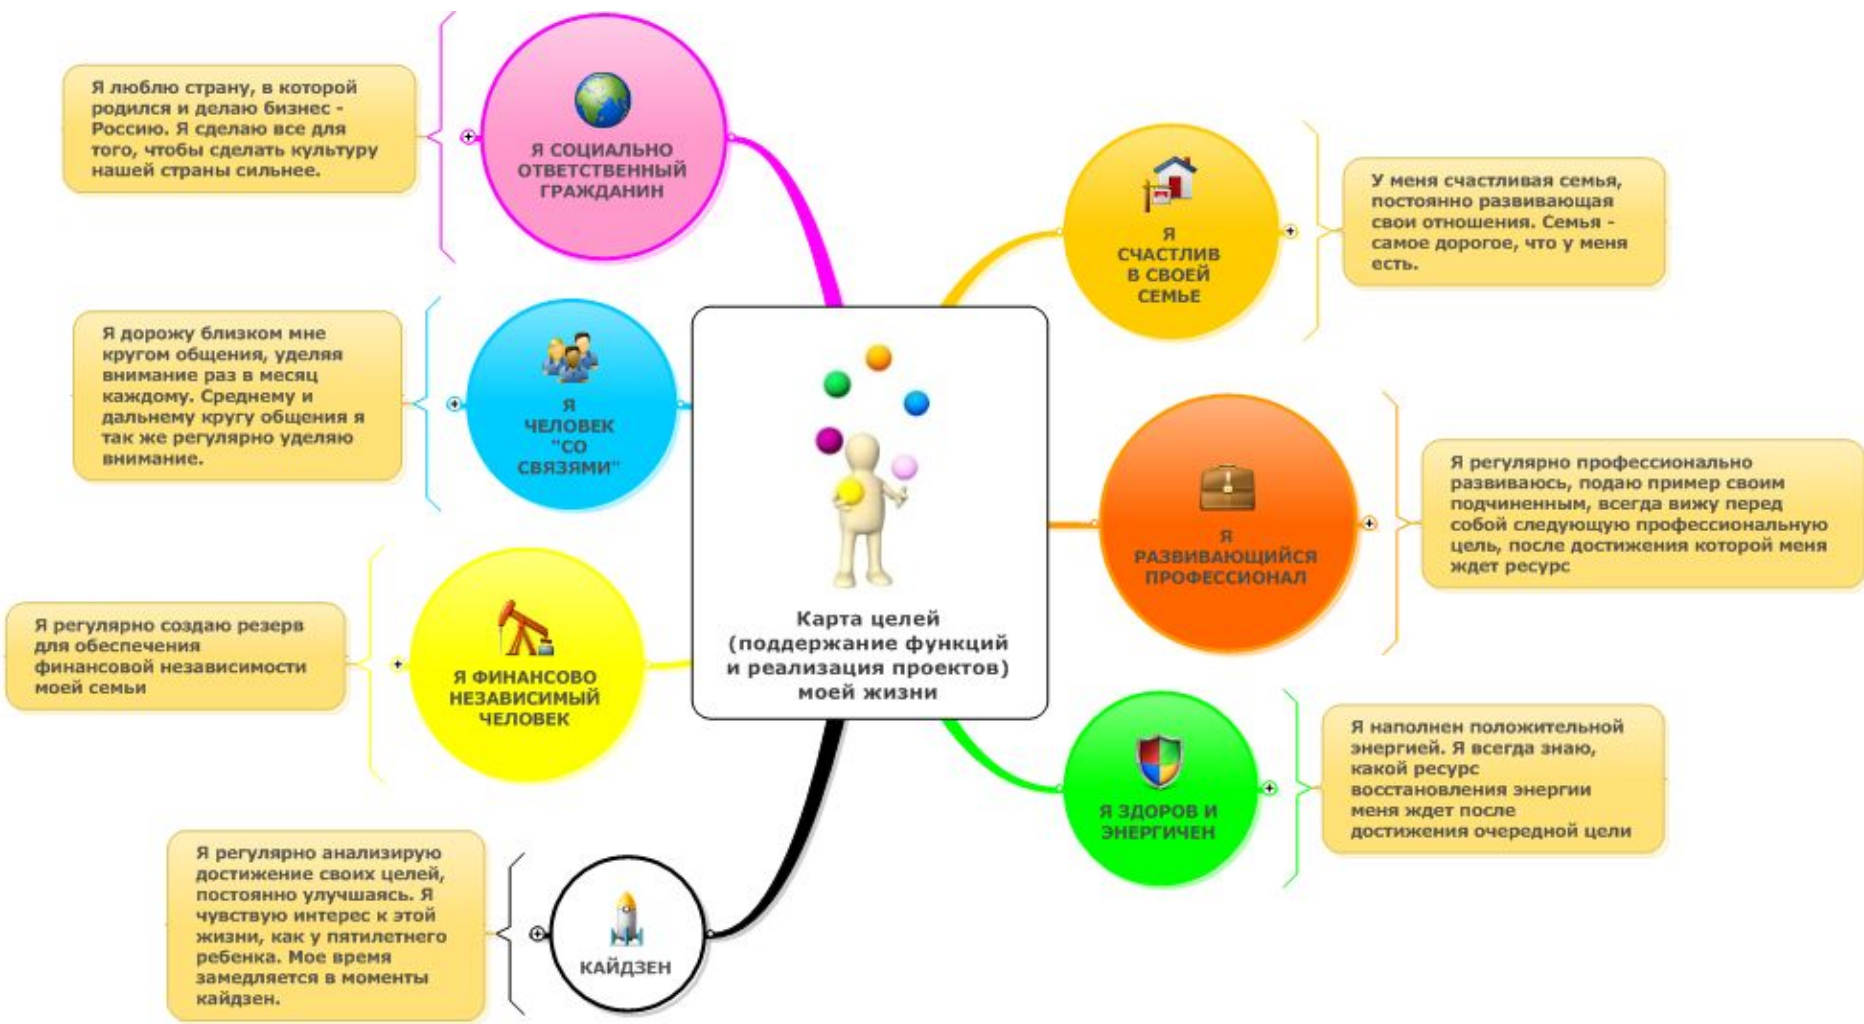 Я люблю страну, в которой
родился и делаю бизнес -
Россию. Я сделаю все для
того, чтобы сделать культуру
нашей страны сильнее.
Я СОЦИАЛЬНО
ОТВЕТСТВЕННЫЙ
ГРАЖДАНИН
Я дорожу близком мне
кругом общения, уделяя
внимание раз в месяц
каждому. Среднему и
дальнему кругу общения я
так же регулярно уделяю
внимание.
Я
ЧЕЛОВЕК
"СО
СВЯЗЯМИ"
Я регулярно создаю резерв
для обеспечения
финансовой независимости
моей семьи
Я ФИНАНСОВО
НЕЗАВИСИМЫЙ
ЧЕЛОВЕК
Я регулярно анализирую
достижение своих целей,
постоянно улучшаясь. Я
чувствую интерес к этой
жизни, как у пятилетнего
ребенка. Мое время
замедляется в моменты
кайдзен.
КАЙДЗЕН
Карта целей
(поддержание функций
и реализация проектов)
моей жизни
Я
СЧАСТЛИВ
В СВОЕЙ
СЕМЬЕ
У меня счастливая семья,
постоянно развивающая
свои отношения. Семья -
самое дорогое, что у меня
есть.
Я
РАЗВИВАЮЩИЙСЯ
ПРОФЕССИОНАЛ
Я регулярно профессионально
развиваюсь, подаю пример своим
подчиненным, всегда вижу перед
собой следующую профессиональную
цель, после достижения которой меня
ждет ресурс
Я ЗДОРОВ И
ЭНЕРГИЧЕН
Я наполнен положительной
энергией. Я всегда знаю,
какой ресурс
восстановления энергии
меня ждет после
достижения очередной цели